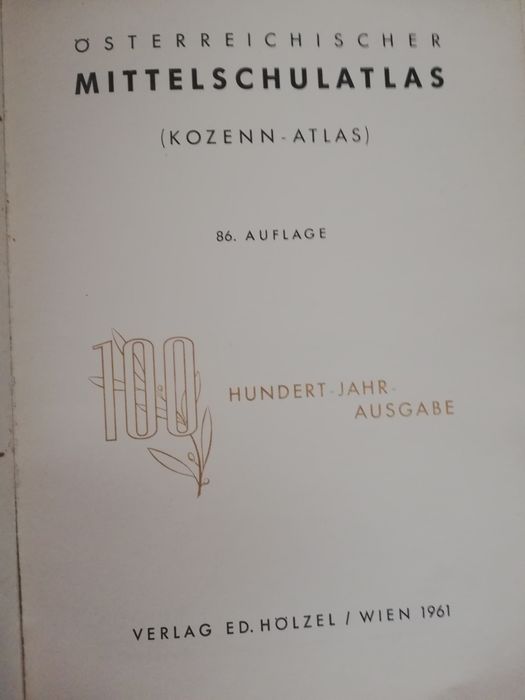 ÖSTERREICHISCHER
MITTELSCHULATLAS
(KOZENN-ATLAS)
86. AUFLAGE
100
HUNDERT-JAHR-
AUSGABE
VERLAG ED. HÖLZEL / WIEN 1961